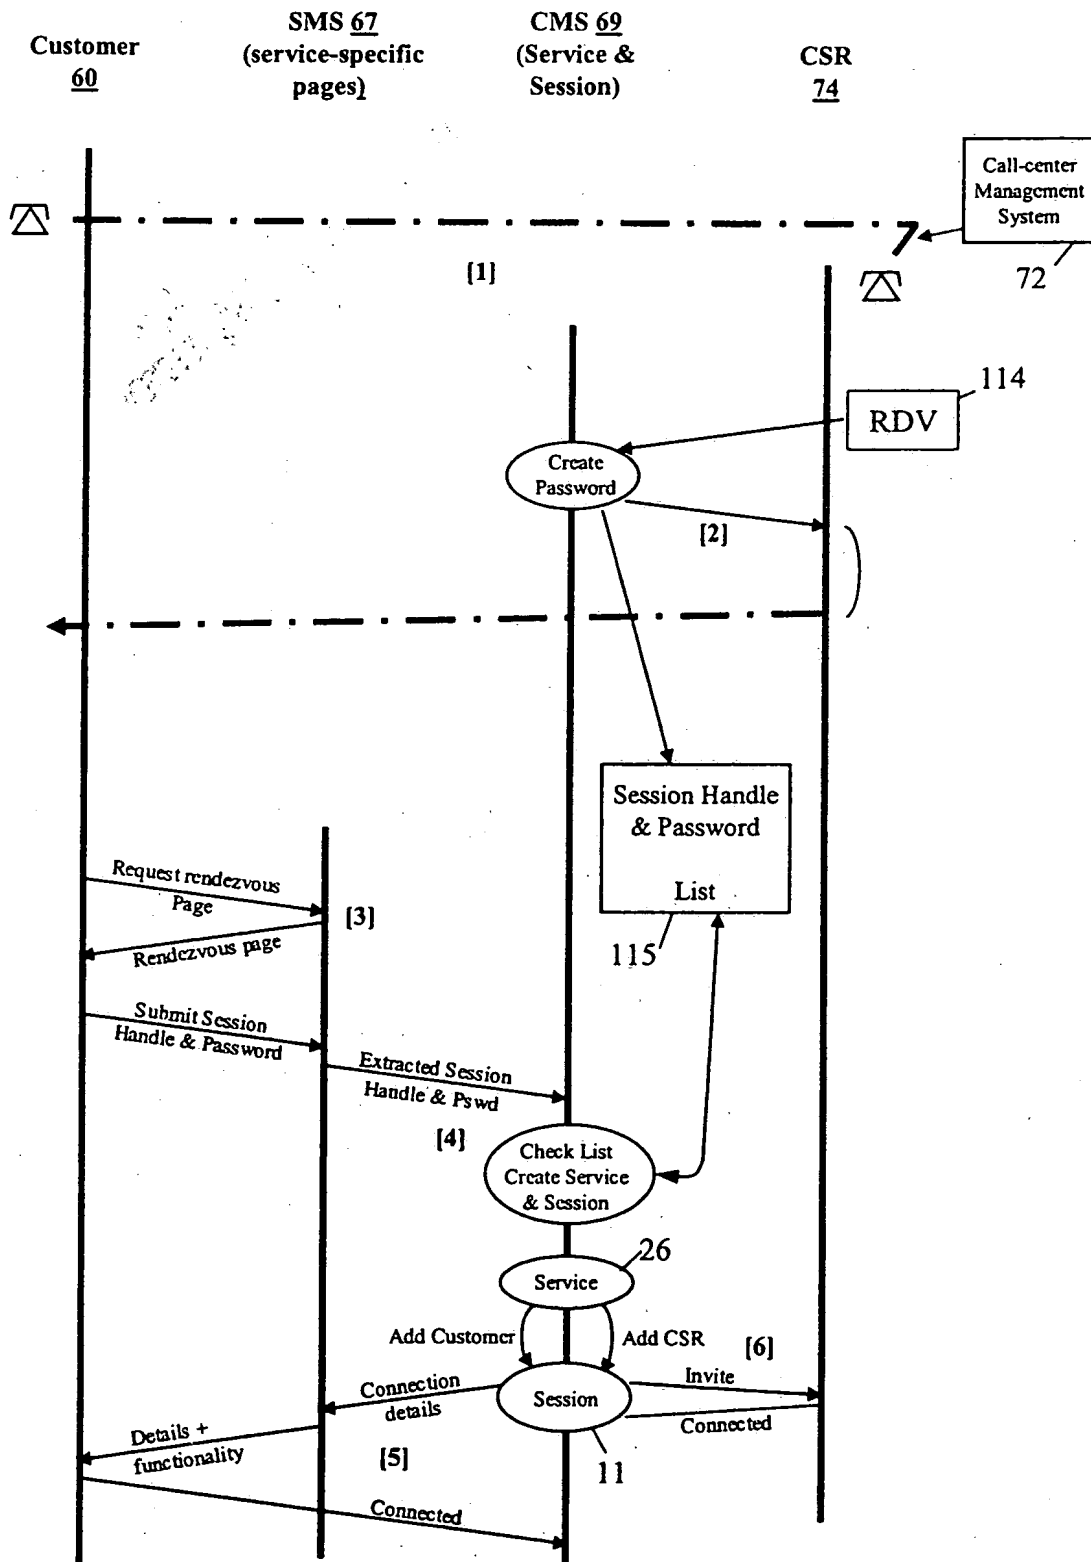 Customer
60
SMS 67
(service-specific
pages)
CMS 69
(Service &
Session)
CSR
74
Call-center
Management
System
72
[1]
114
RDV
Create
Password
[2]
Session Handle
& Password
List
115
Request rendezvous
Page
[3]
Rendezvous page
Submit Session
Handle & Password
Extracted Session
Handle & Pswd
[4]
Check List
Create Service
& Session
26
Service
Add Customer
Add CSR
[6]
Invite
Connection
details
Session
Connected
Details +
functionality
[5]
11
Connected